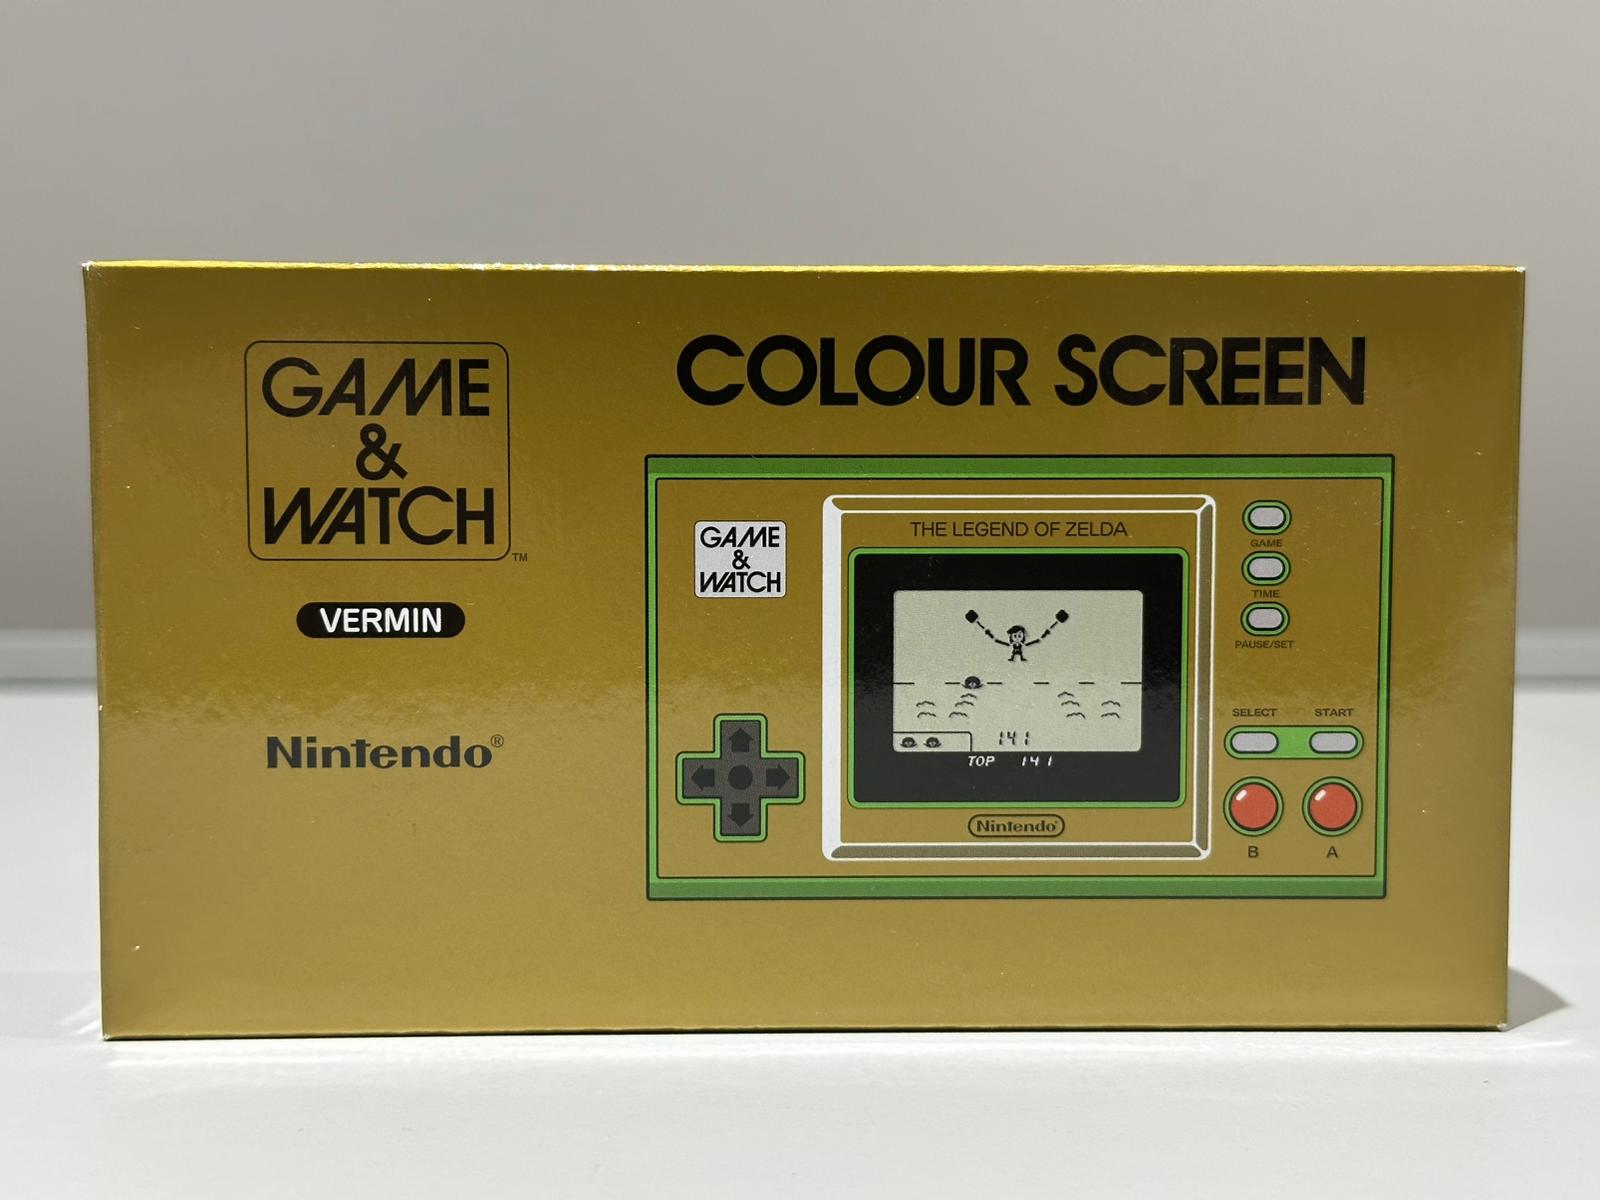 GAME
&
WATCH
™
VERMIN
Nintendo®
COLOUR SCREEN
GAME
&
WATCH
THE LEGEND OF ZELDA
141
TOP 141
Nintendo®
GAME
TIME
PAUSE/SET
SELECT START
B A